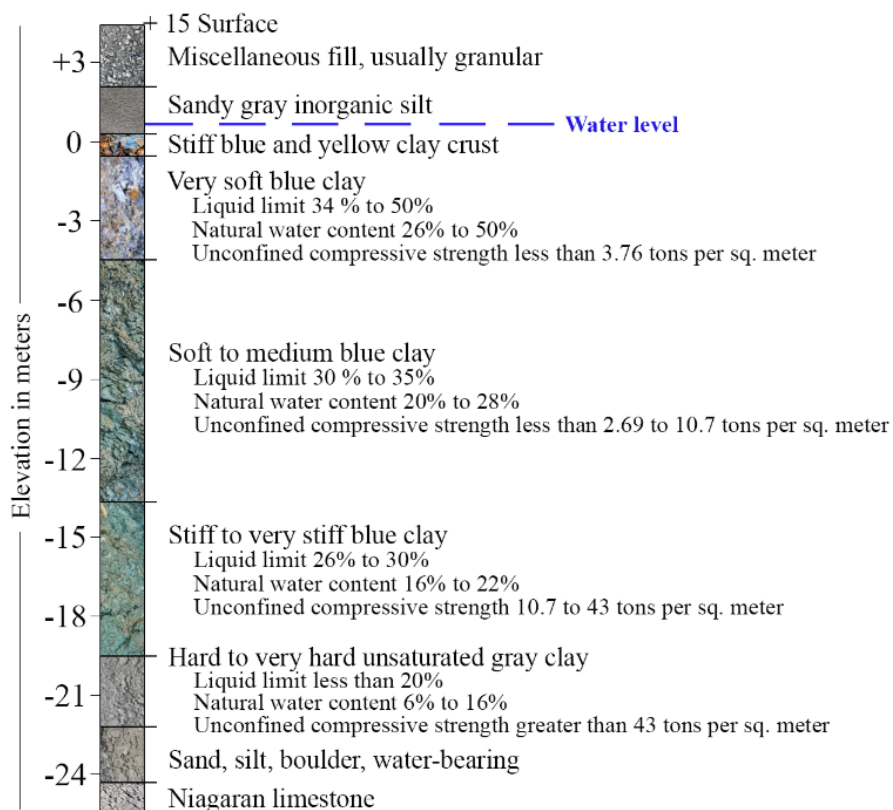 + 15 Surface
+3
Miscellaneous fill, usually granular
Sandy gray inorganic silt
Water level
0
Stiff blue and yellow clay crust
Very soft blue clay
Liquid limit 34 % to 50%
-3
Natural water content 26% to 50%
Unconfined compressive strength less than 3.76 tons per sq. meter
-6
Soft to medium blue clay
-9
Liquid limit 30 % to 35%
Natural water content 20% to 28%
Unconfined compressive strength less than 2.69 to 10.7 tons per sq. meter
-12
Elevation in meters
-15
Stiff to very stiff blue clay
Liquid limit 26% to 30%
Natural water content 16% to 22%
Unconfined compressive strength 10.7 to 43 tons per sq. meter
-18
Hard to very hard unsaturated gray clay
Liquid limit less than 20%
-21
Natural water content 6% to 16%
Unconfined compressive strength greater than 43 tons per sq. meter
Sand, silt, boulder, water-bearing
-24
Niagaran limestone